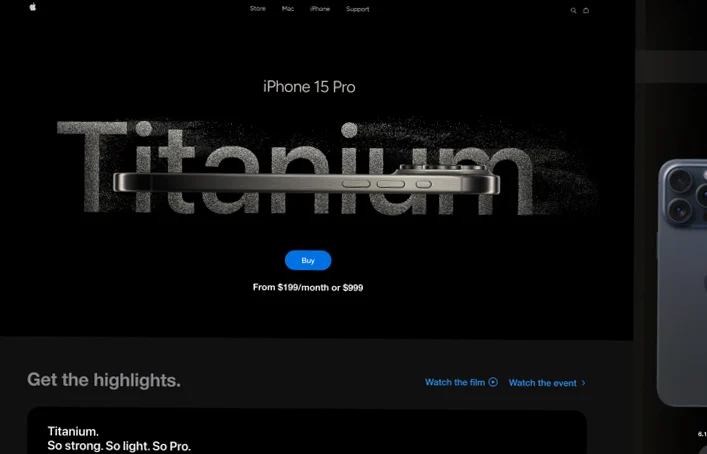 Store Mac iPhone Support
iPhone 15 Pro
Titanium
Buy
From $199/month or $999
Get the highlights.
Watch the film Watch the event
Titanium.
So strong. So light. So Pro.
6.1